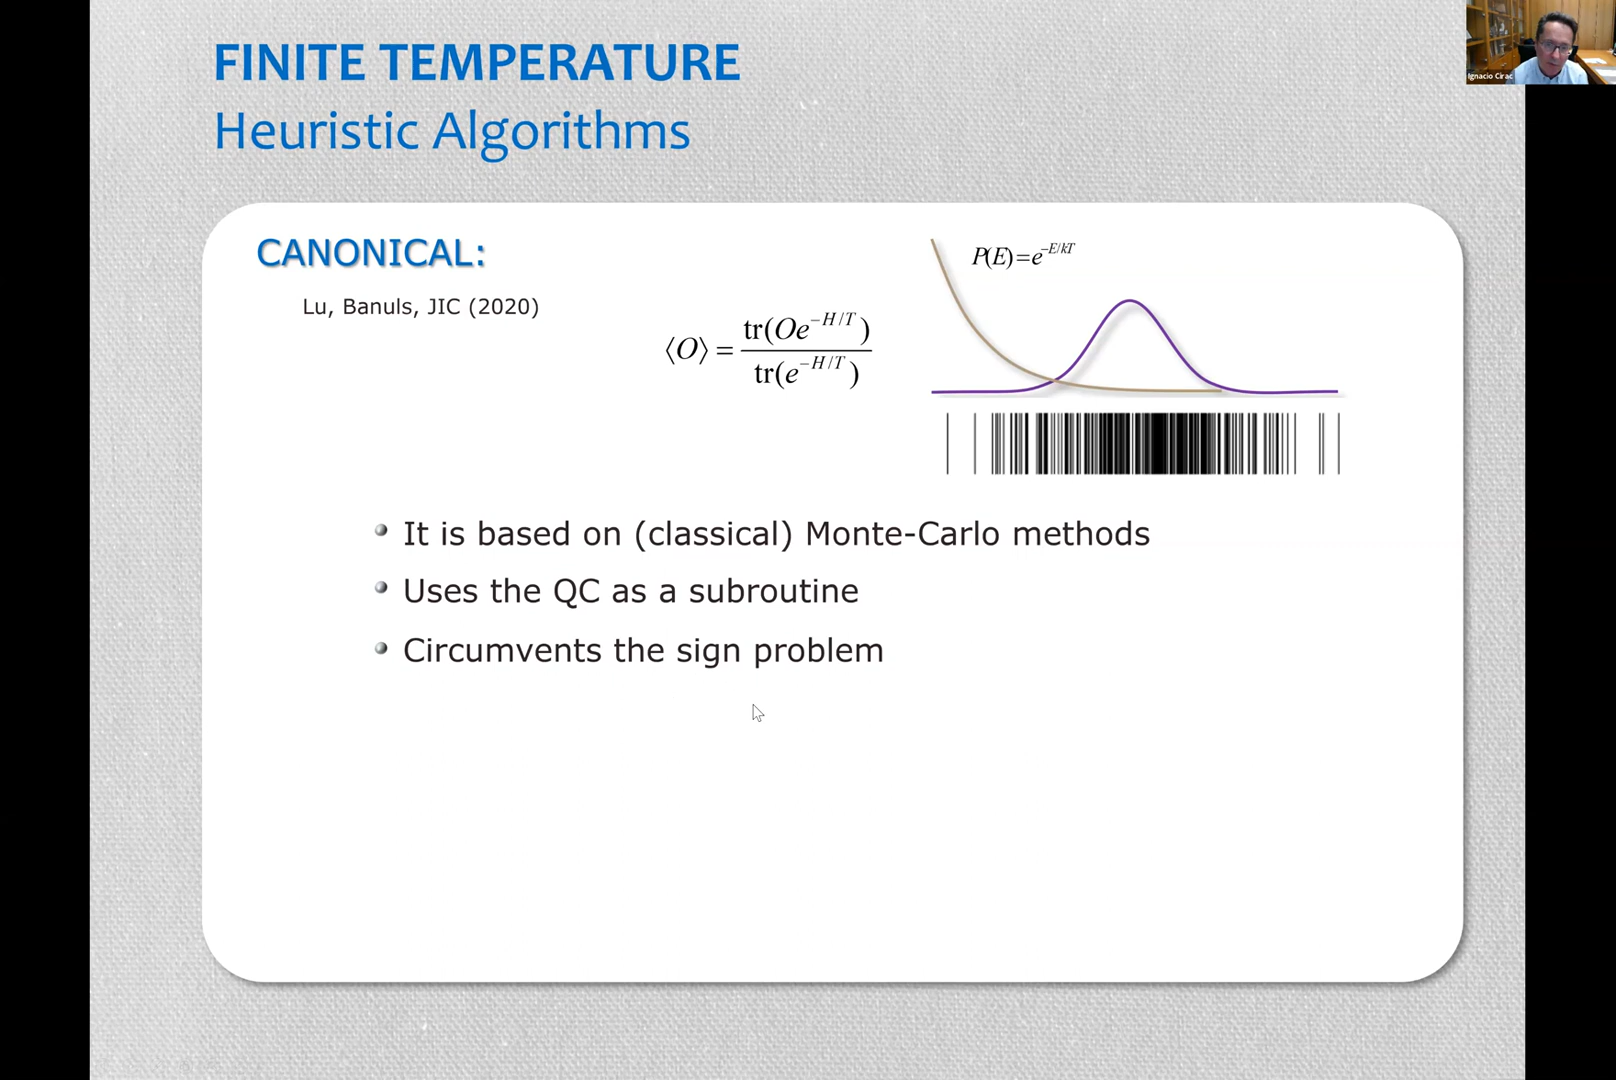 FINITE TEMPERATURE
Heuristic Algorithms
Ignacio Cirac
CANONICAL:
Lu, Banuls, JIC (2020)
P(E)=e^{-E/kT}
⟨O⟩ = tr(Oe^{-H/T}) / tr(e^{-H/T})
It is based on (classical) Monte-Carlo methods
Uses the QC as a subroutine
Circumvents the sign problem